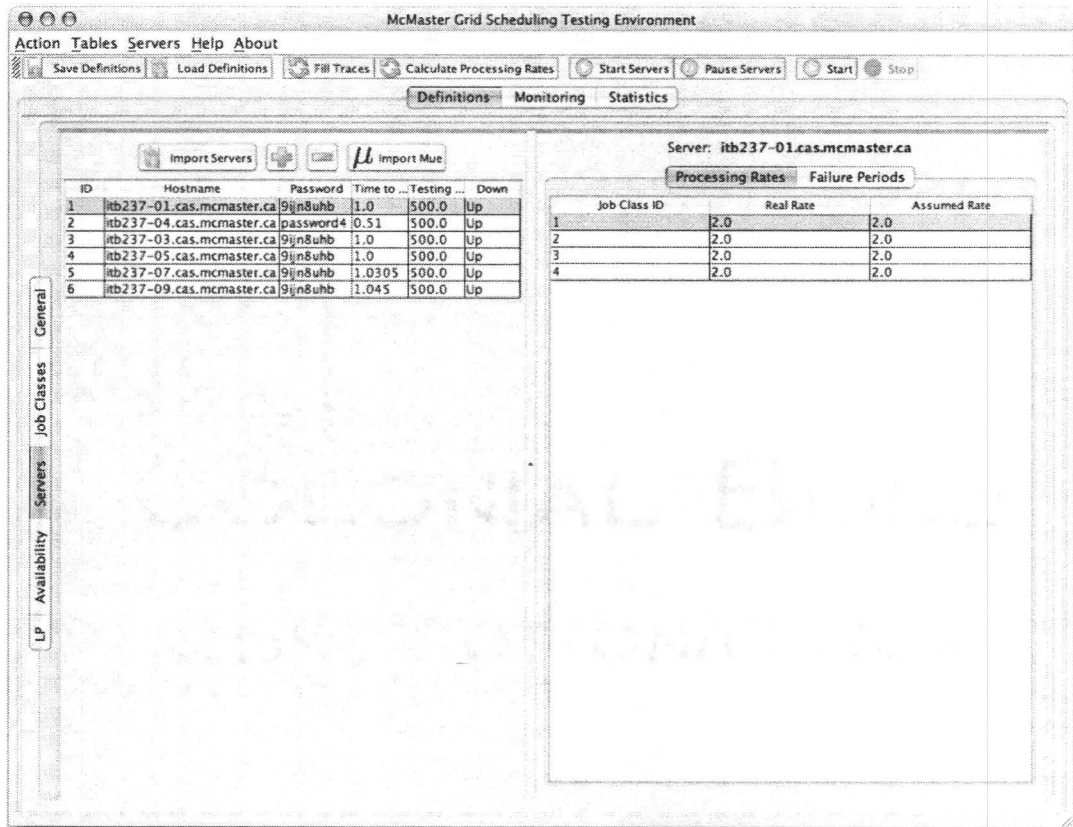 McMaster Grid Scheduling Testing Environment
Action Tables Servers Help About
Save Definitions Load Definitions Fill Traces Calculate Processing Rates Start Servers Pause Servers Start Stop
Definitions Monitoring Statistics
Import Servers μ Import Mue
ID Hostname Password Time to ... Testing ... Down
1 itb237-01.cas.mcmaster.ca 9ijn8uhb 1.0 500.0 Up
2 itb237-04.cas.mcmaster.ca password4 0.51 500.0 Up
3 itb237-03.cas.mcmaster.ca 9ijn8uhb 1.0 500.0 Up
4 itb237-05.cas.mcmaster.ca 9ijn8uhb 1.0 500.0 Up
5 itb237-07.cas.mcmaster.ca 9ijn8uhb 1.0305 500.0 Up
6 itb237-09.cas.mcmaster.ca 9ijn8uhb 1.045 500.0 Up
Server: itb237-01.cas.mcmaster.ca
Processing Rates Failure Periods
Job Class ID Real Rate Assumed Rate
1 2.0 2.0
2 2.0 2.0
3 2.0 2.0
4 2.0 2.0
General
Job Classes
Servers
Availability
LP